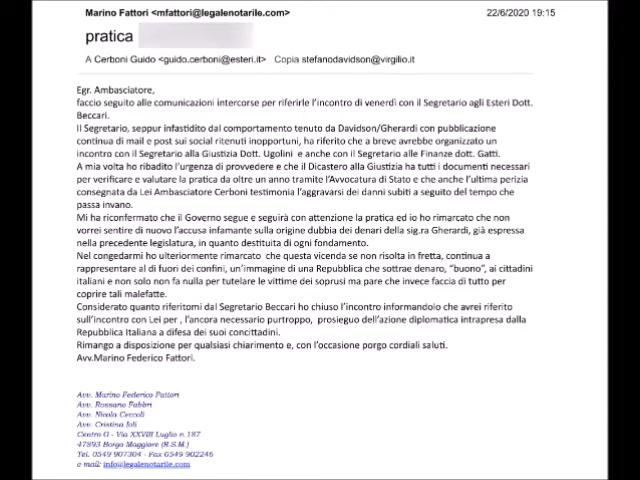 Marino Fattori <mfattori@legalenotarile.com>
22/6/2020 19:15
pratica
A Cerboni Guido <guido.cerboni@esteri.it> Copia stefanodavidson@virgilio.it
Egr. Ambasciatore,
faccio seguito alle comunicazioni intercorse per riferirle l'incontro di venerdì con il Segretario agli Esteri Dott.
Beccari.
Il Segretario, seppur infastidito dal comportamento tenuto da Davidson/Gherardi con pubblicazione
continua di mail e post sui social ritenuti inopportuni, ha riferito che a breve avrebbe organizzato un
incontro con il Segretario alla Giustizia Dott. Ugolini e anche con il Segretario alle Finanze dott. Gatti.
A mia volta ho ribadito l'urgenza di provvedere e che il Dicastero alla Giustizia ha tutti i documenti necessari
per verificare e valutare la pratica da oltre un anno tramite l'Avvocatura di Stato e che anche l'ultima perizia
consegnata da Lei Ambasciatore Cerboni testimonia l'aggravarsi dei danni subiti a seguito del tempo che
passa invano.
Mi ha riconfermato che il Governo segue e seguirà con attenzione la pratica ed io ho rimarcato che non
vorrei sentire di nuovo l'accusa infamante sulla origine dubbia dei denari della sig.ra Gherardi, già espressa
nella precedente legislatura, in quanto destituita di ogni fondamento.
Nel congedarmi ho ulteriormente rimarcato che questa vicenda se non risolta in fretta, continua a
rappresentare al di fuori dei confini, un'immagine di una Repubblica che sottrae denaro, "buono", ai cittadini
italiani e non solo non fa nulla per tutelare le vittime dei soprusi ma pare che invece faccia di tutto per
coprire tali malefatte.
Considerato quanto riferitomi dal Segretario Beccari ho chiuso l'incontro informandolo che avrei riferito
sull'incontro con Lei per , l'ancora necessario purtroppo, prosieguo dell'azione diplomatica intrapresa dalla
Repubblica Italiana a difesa dei suoi concittadini.
Rimango a disposizione per qualsiasi chiarimento e, con l'occasione porgo cordiali saluti.
Avv.Marino Federico Fattori.
Avv. Marino Federico Fattori
Avv. Rossano Fabbri
Avv. Nicola Ceccoli
Avv. Cristina Ioli
Centro G - Via XXVIII Luglio n.187
47893 Borgo Maggiore (R.S.M.)
Tel. 0549 907304 - Fax 0549 902246
e-mail: info@legalenotarile.com